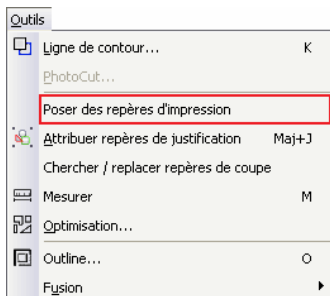 Outils
Ligne de contour... K
PhotoCut...
Poser des repères d'impression
Attribuer repères de justification Maj+J
Chercher / replacer repères de coupe
Mesurer M
Optimisation...
Outline... O
Fusion